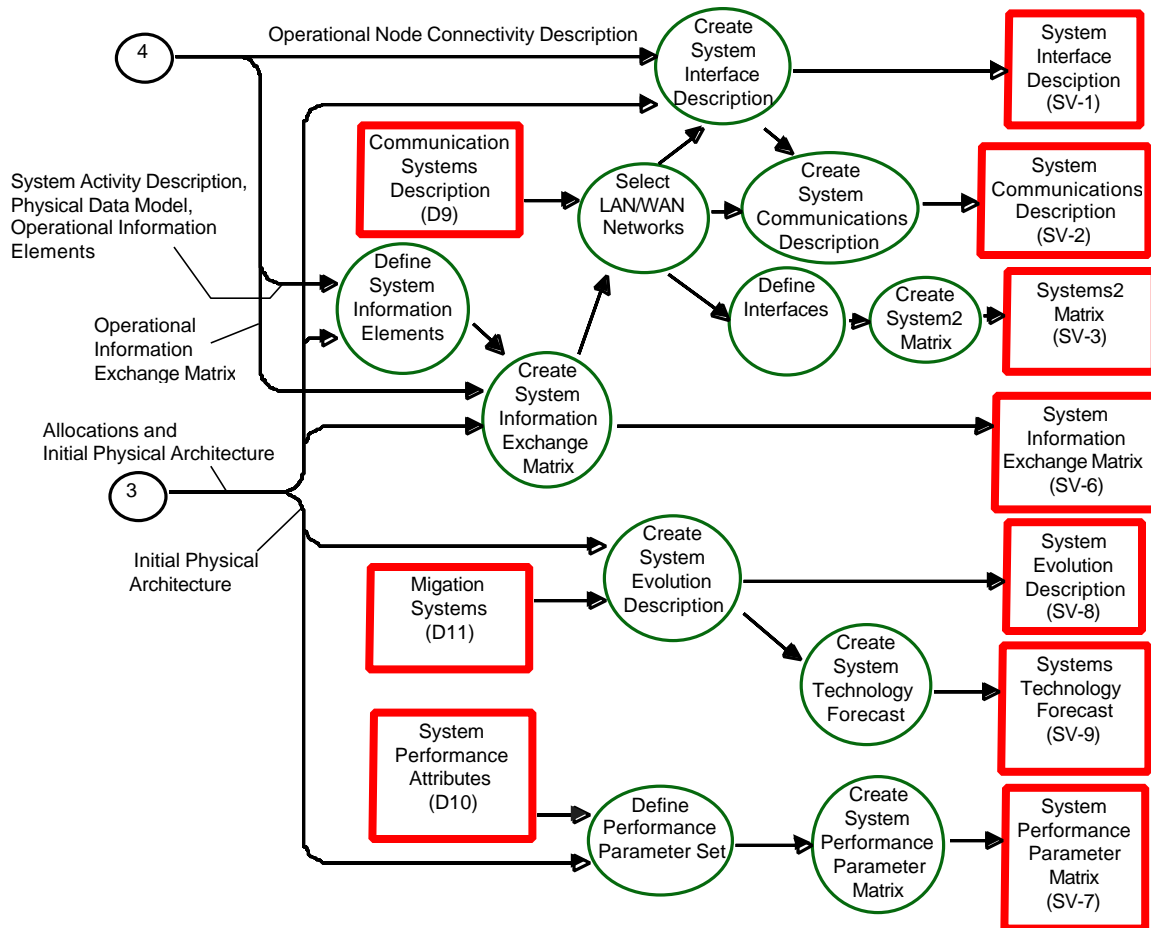 4
Operational Node Connectivity Description
Create
System
Interface
Description
System
Interface
Desciption
(SV-1)
Communication
Systems
Description
(D9)
Select
LAN/WAN
Networks
Create
System
Communications
Description
System
Communications
Description
(SV-2)
System Activity Description,
Physical Data Model,
Operational Information
Elements
Define
System
Information
Elements
Define
Interfaces
Create
System2
Matrix
Systems2
Matrix
(SV-3)
Operational
Information
Exchange Matrix
Create
System
Information
Exchange
Matrix
System
Information
Exchange Matrix
(SV-6)
Allocations and
Initial Physical Architecture
3
Initial Physical
Architecture
Create
System
Evolution
Description
System
Evolution
Description
(SV-8)
Migation
Systems
(D11)
Create
System
Technology
Forecast
Systems
Technology
Forecast
(SV-9)
System
Performance
Attributes
(D10)
Define
Performance
Parameter Set
Create
System
Performance
Parameter
Matrix
System
Performance
Parameter
Matrix
(SV-7)